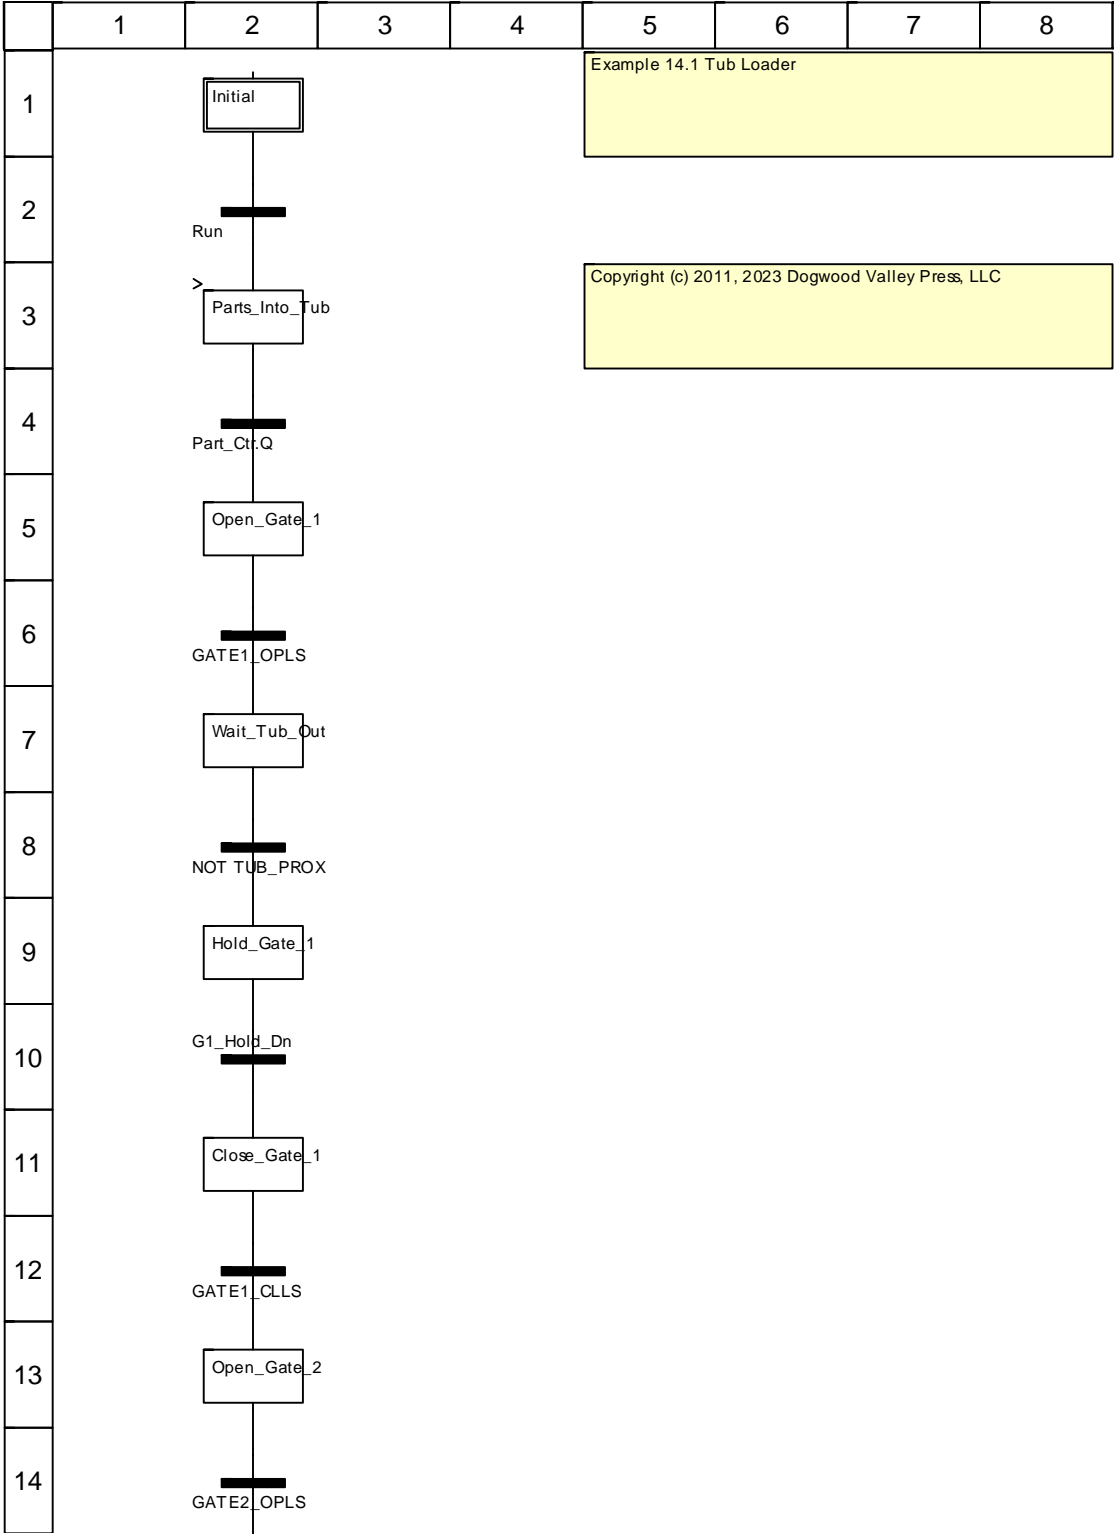 1 2 3 4 5 6 7 8
Example 14.1 Tub Loader
1
Initial
2
Run
>
Copyright (c) 2011, 2023 Dogwood Valley Press, LLC
3
Parts_Into_Tub
4
Part_Ctr.Q
5
Open_Gate_1
6
GATE1_OPLS
7
Wait_Tub_Out
8
NOT TUB_PROX
9
Hold_Gate_1
10
G1_Hold_Dn
11
Close_Gate_1
12
GATE1_CLLS
13
Open_Gate_2
14
GATE2_OPLS